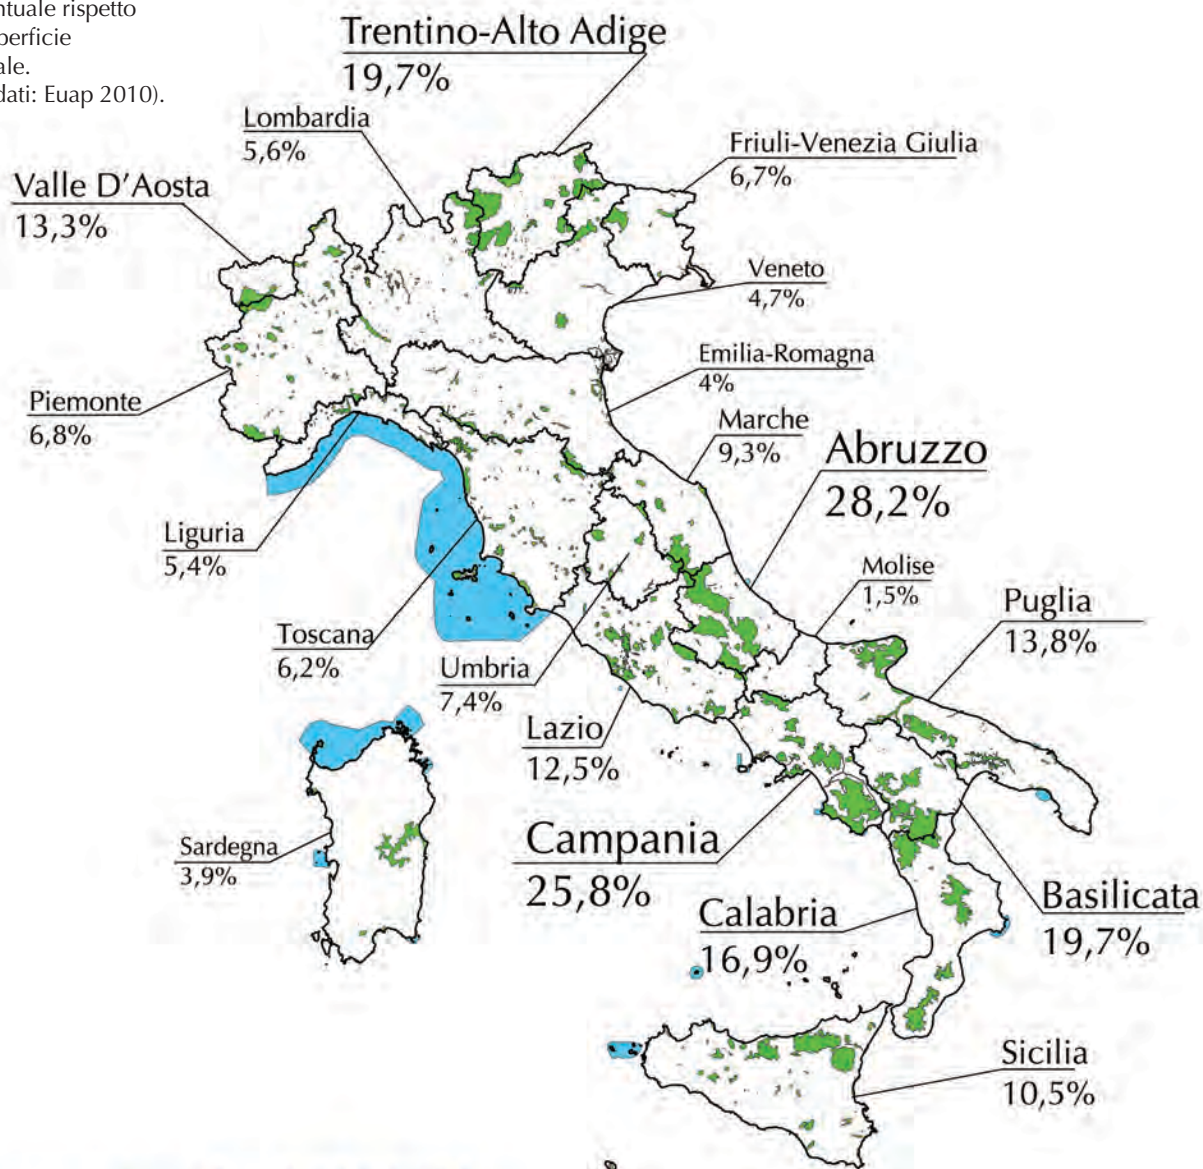 rispetto
Trentino-Alto Adige
19,7%
dati: Euap 2010).
Lombardia
5,6%
Friuli-Venezia Giulia
6,7%
Valle D'Aosta
13,3%
Veneto
4,7%
Emilia-Romagna
4%
Piemonte
6,8%
Marche
9,3%
Abruzzo
28,2%
Liguria
5,4%
Molise
1,5%
Puglia
13,8%
Toscana
6,2%
Umbria
7,4%
Lazio
12,5%
Sardegna
3,9%
Campania
25,8%
Calabria
16,9%
Basilicata
19,7%
Sicilia
10,5%